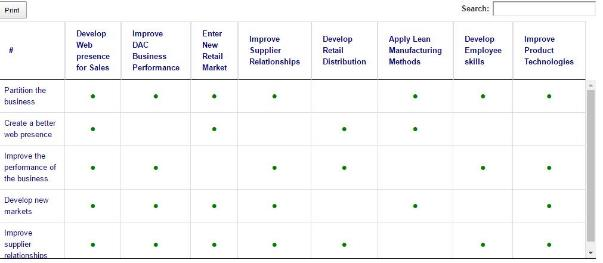 Print
Search:
#
Develop
Web
presence
for Sales
Improve
DAC
Business
Performance
Enter
New
Retail
Market
Improve
Supplier
Relationships
Develop
Retail
Distribution
Apply Lean
Manufacturing
Methods
Develop
Employee
skills
Improve
Product
Technologies
Partition the
business
Create a better
web presence
Improve the
performance of
the business
Develop new
markets
Improve
supplier
relationships